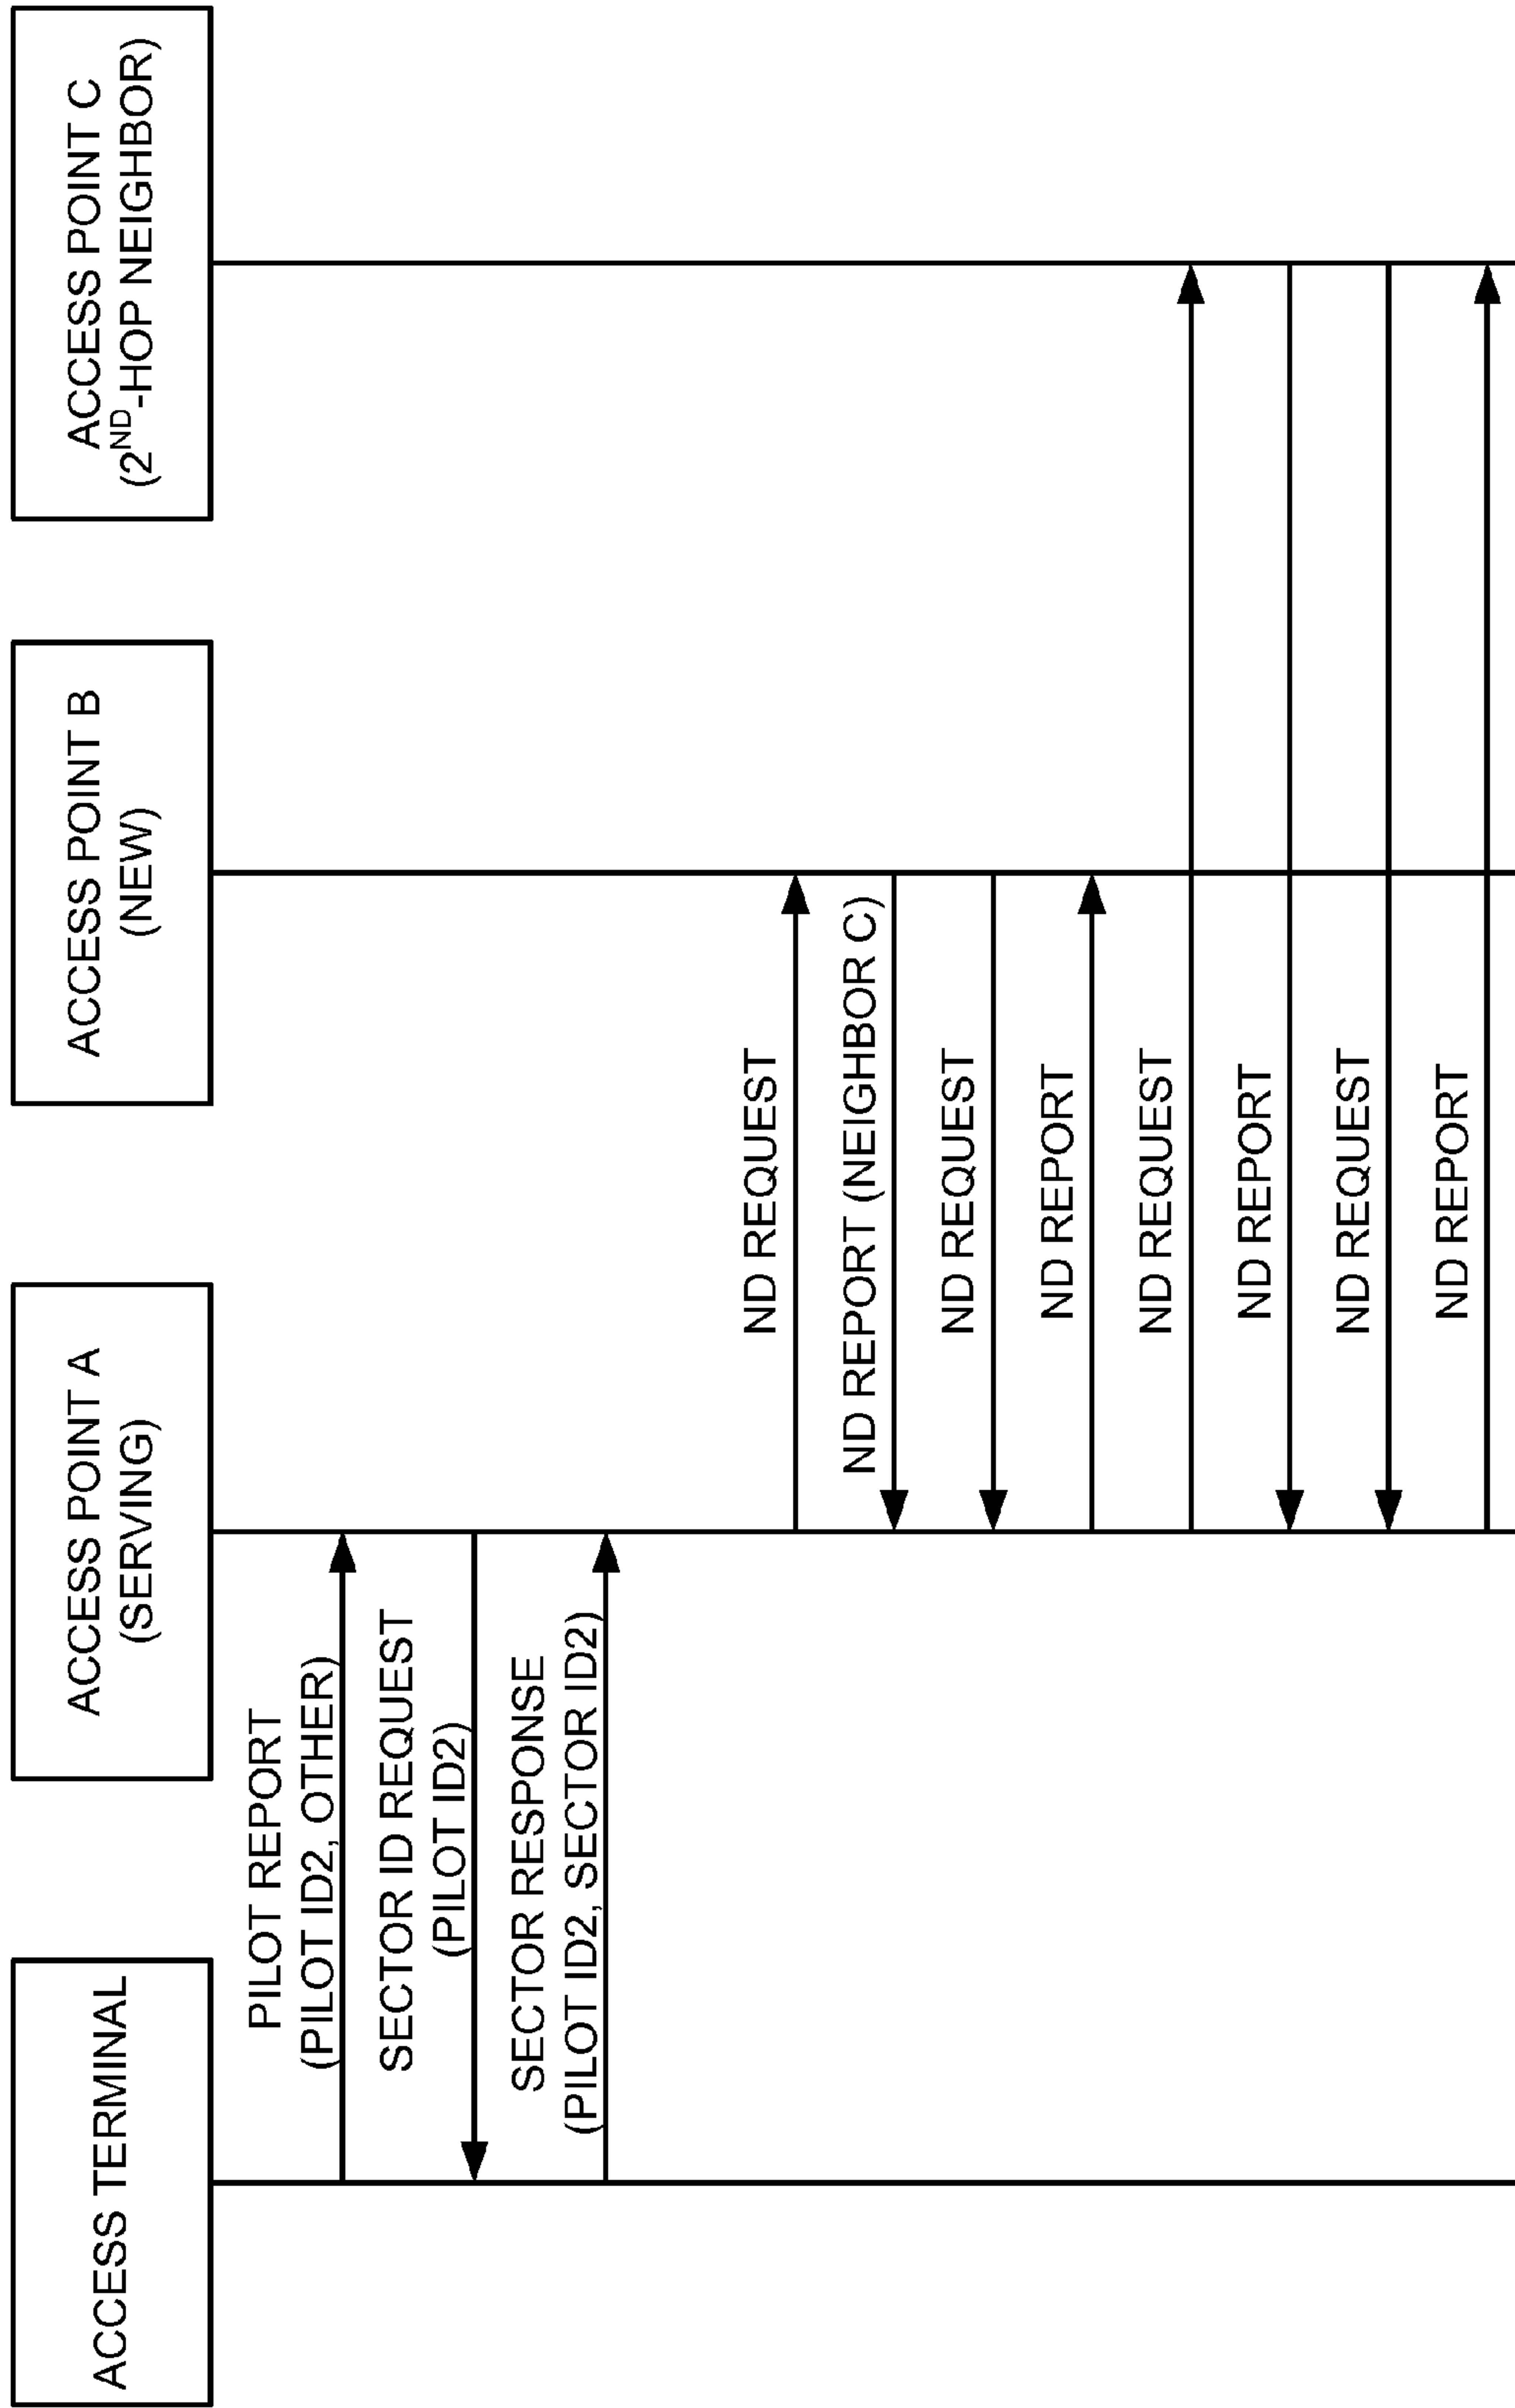 ACCESS TERMINAL
ACCESS POINT A
(SERVING)
ACCESS POINT B
(NEW)
ACCESS POINT C
(2ND-HOP NEIGHBOR)
PILOT REPORT
(PILOT ID2, OTHER)
SECTOR ID REQUEST
(PILOT ID2)
SECTOR RESPONSE
(PILOT ID2, SECTOR ID2)
ND REQUEST
ND REPORT (NEIGHBOR C)
ND REQUEST
ND REPORT
ND REQUEST
ND REPORT
ND REQUEST
ND REPORT